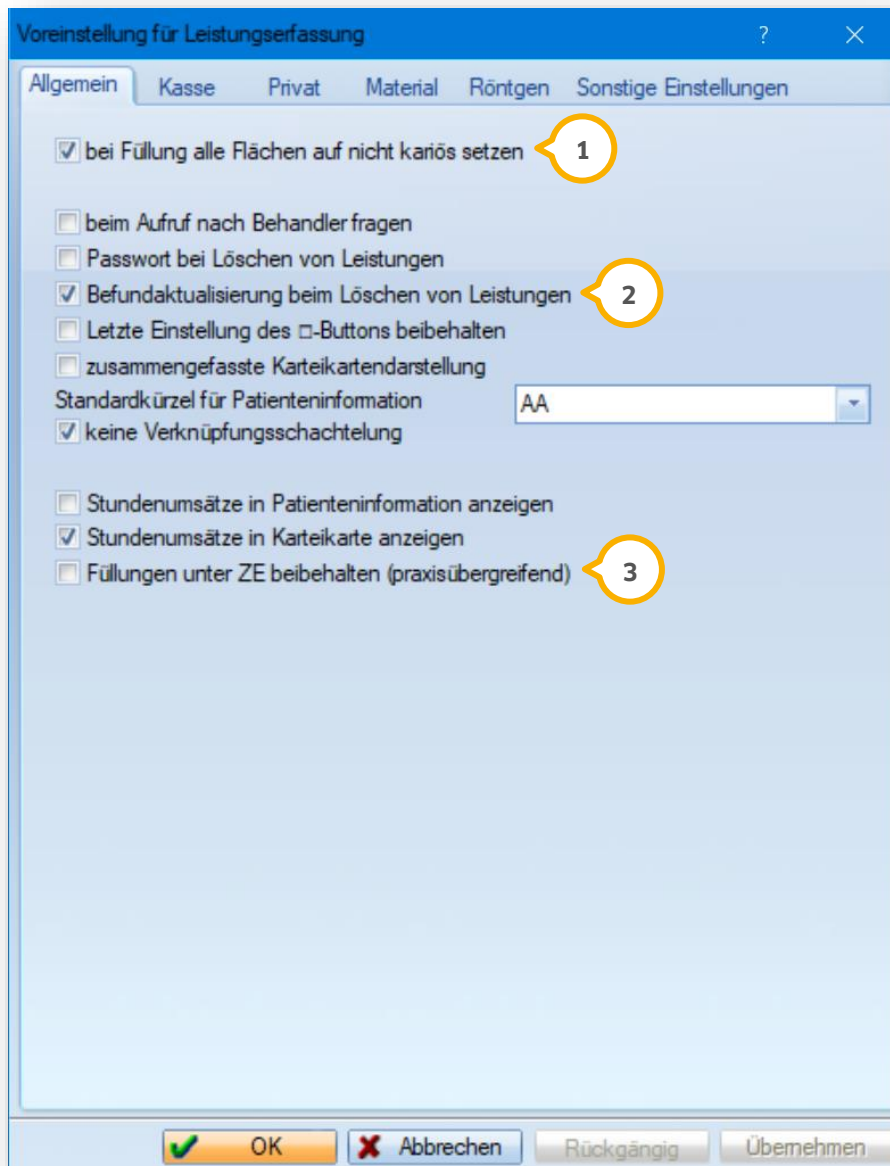 Voreinstellung für Leistungserfassung ?
Allgemein Kasse Privat Material Röntgen Sonstige Einstellungen
bei Füllung alle Flächen auf nicht kariös setzen 1
beim Aufruf nach Behandler fragen
Passwort bei Löschen von Leistungen
Befundaktualisierung beim Löschen von Leistungen 2
Letzte Einstellung des □-Buttons beibehalten
zusammengefasste Karteikartendarstellung
Standardkürzel für Patienteninformation AA
keine Verknüpfungsschachtelung
Stundenumsätze in Patienteninformation anzeigen
Stundenumsätze in Karteikarte anzeigen
Füllungen unter ZE beibehalten (praxisübergreifend) 3
OK Abbrechen Rückgängig Übernehmen